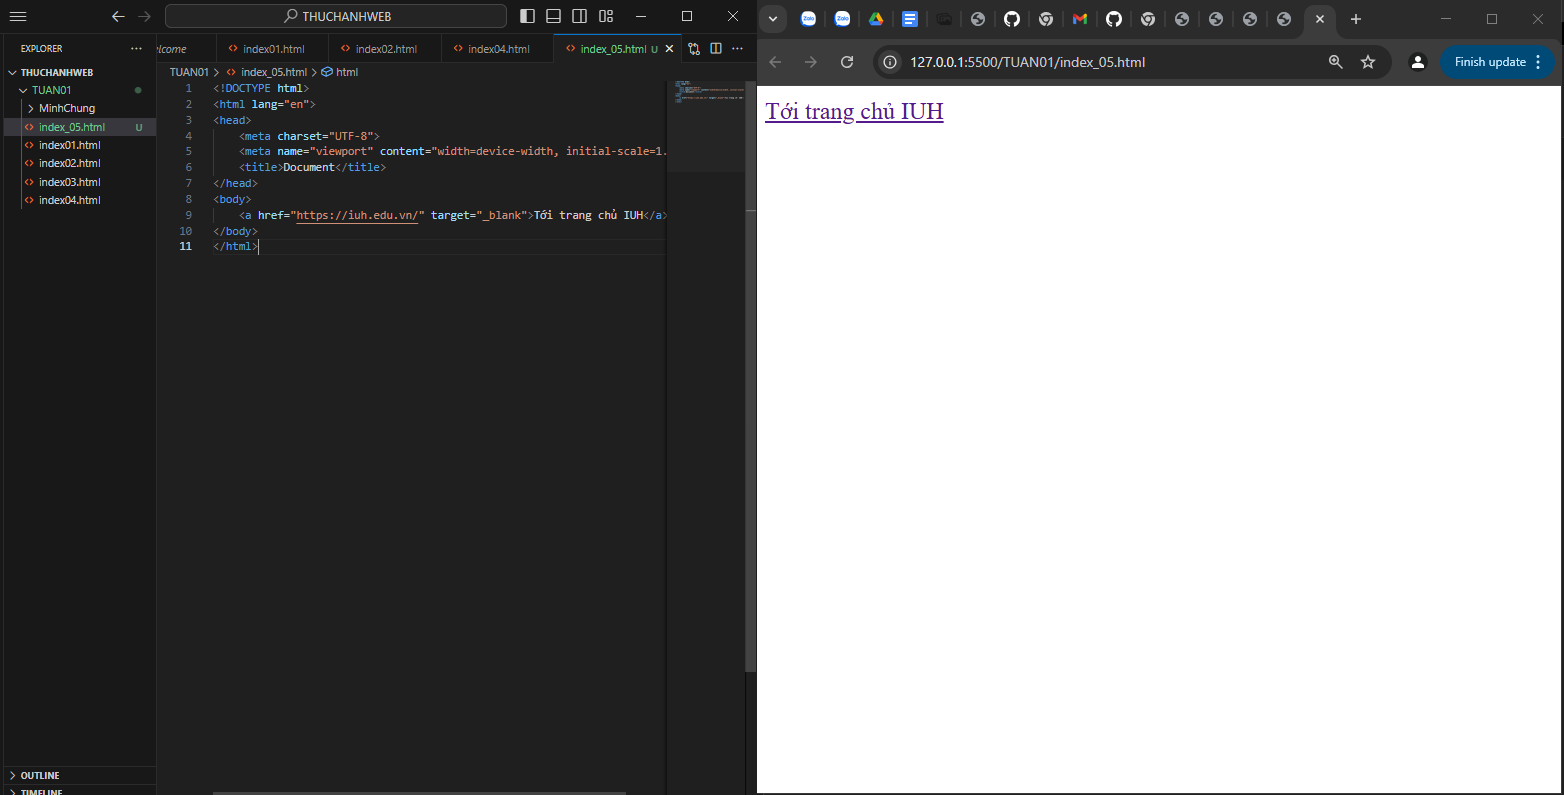 THUCHANHWEB
EXPLORER
THUCHANHWEB
TUAN01
MinhChung
index_05.html U
index01.html
index02.html
index03.html
index04.html
OUTLINE
TIMELINE
elcome
index01.html
index02.html
index04.html
index_05.html U
TUAN01 > index_05.html > html
1 <!DOCTYPE html>
2 <html lang="en">
3 <head>
4 <meta charset="UTF-8">
5 <meta name="viewport" content="width=device-width, initial-scale=1.
6 <title>Document</title>
7 </head>
8 <body>
9 <a href="https://iuh.edu.vn/" target="_blank">Tới trang chủ IUH</a>
10 </body>
11 </html>
Zalo
Zalo
127.0.0.1:5500/TUAN01/index_05.html
Finish update
Tới trang chủ IUH